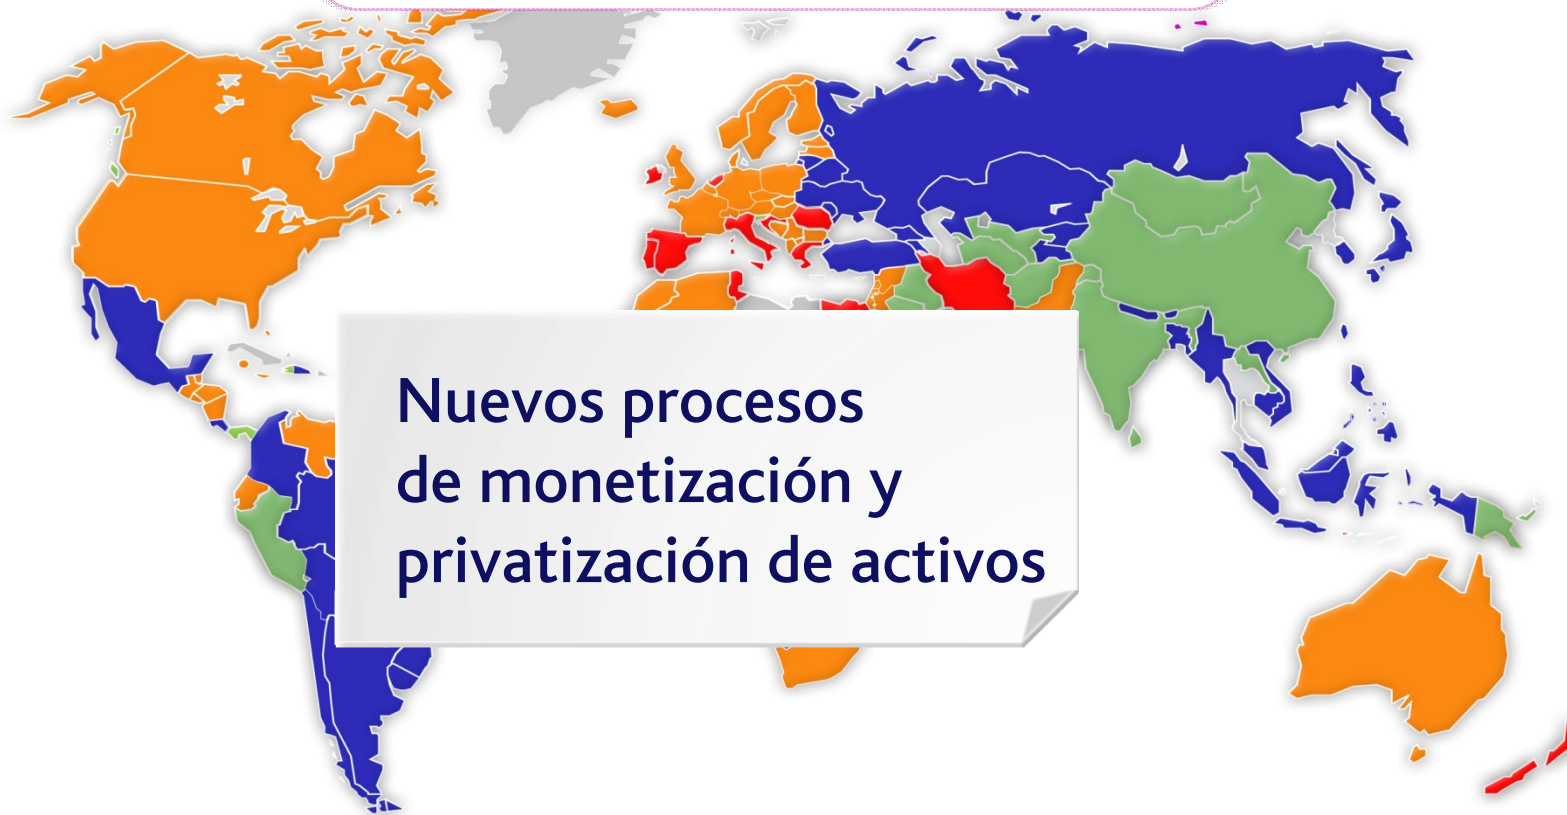 Nuevos procesos
de monetización y
privatización de activos